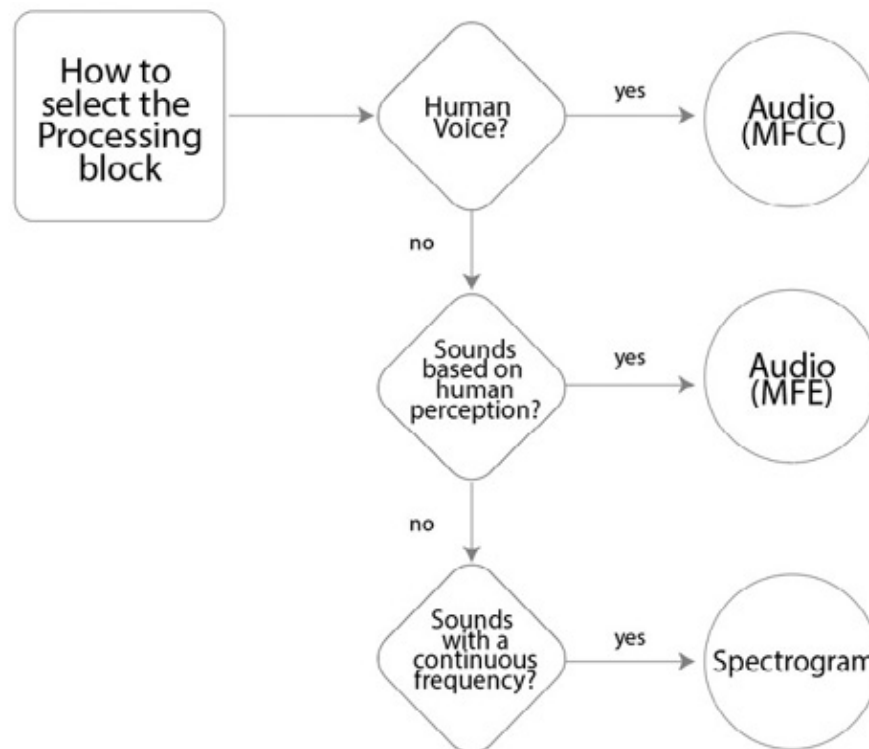 How to
select the
Processing
block
Human
Voice?
yes
Audio
(MFCC)
no
Sounds
based on
human
perception?
yes
Audio
(MFE)
no
Sounds
with a
continuous
frequency?
yes
Spectrogram